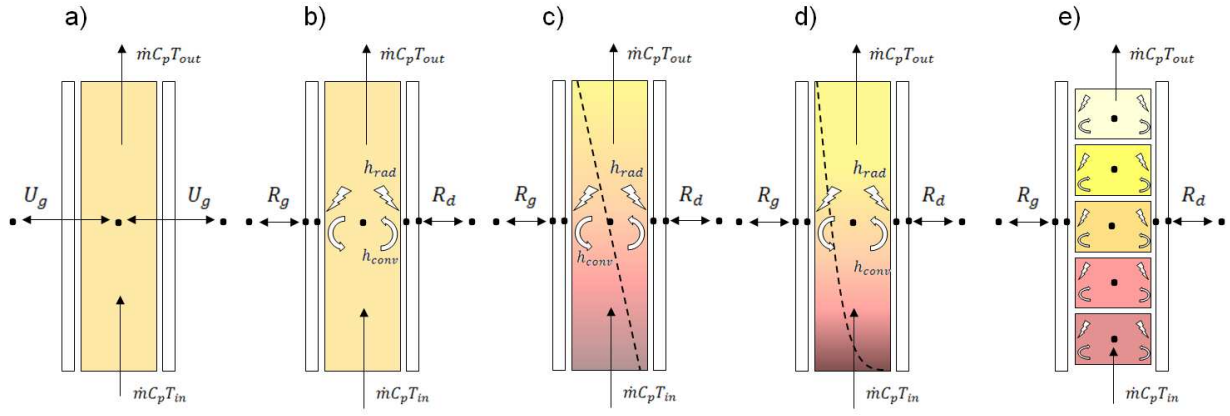 a)
b)
c)
d)
e)
ṁC_pT_out
ṁC_pT_out
ṁC_pT_out
ṁC_pT_out
ṁC_pT_out
h_rad
h_rad
h_rad
U_g
U_g
R_g
R_d
R_g
R_d
R_g
R_d
R_g
R_d
h_conv
h_conv
h_conv
ṁC_pT_in
ṁC_pT_in
ṁC_pT_in
ṁC_pT_in
ṁC_pT_in